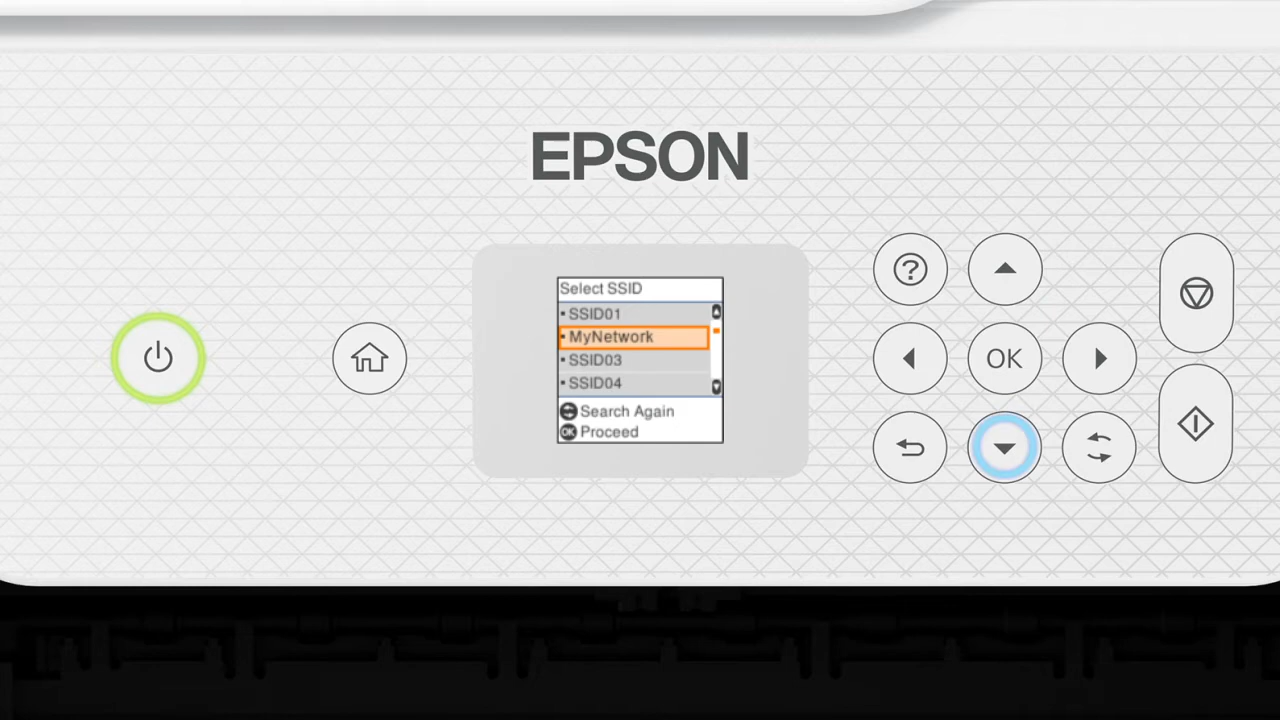 EPSON
Select SSID
• SSID01
• MyNetwork
• SSID03
• SSID04
Search Again
OK Proceed
?
OK